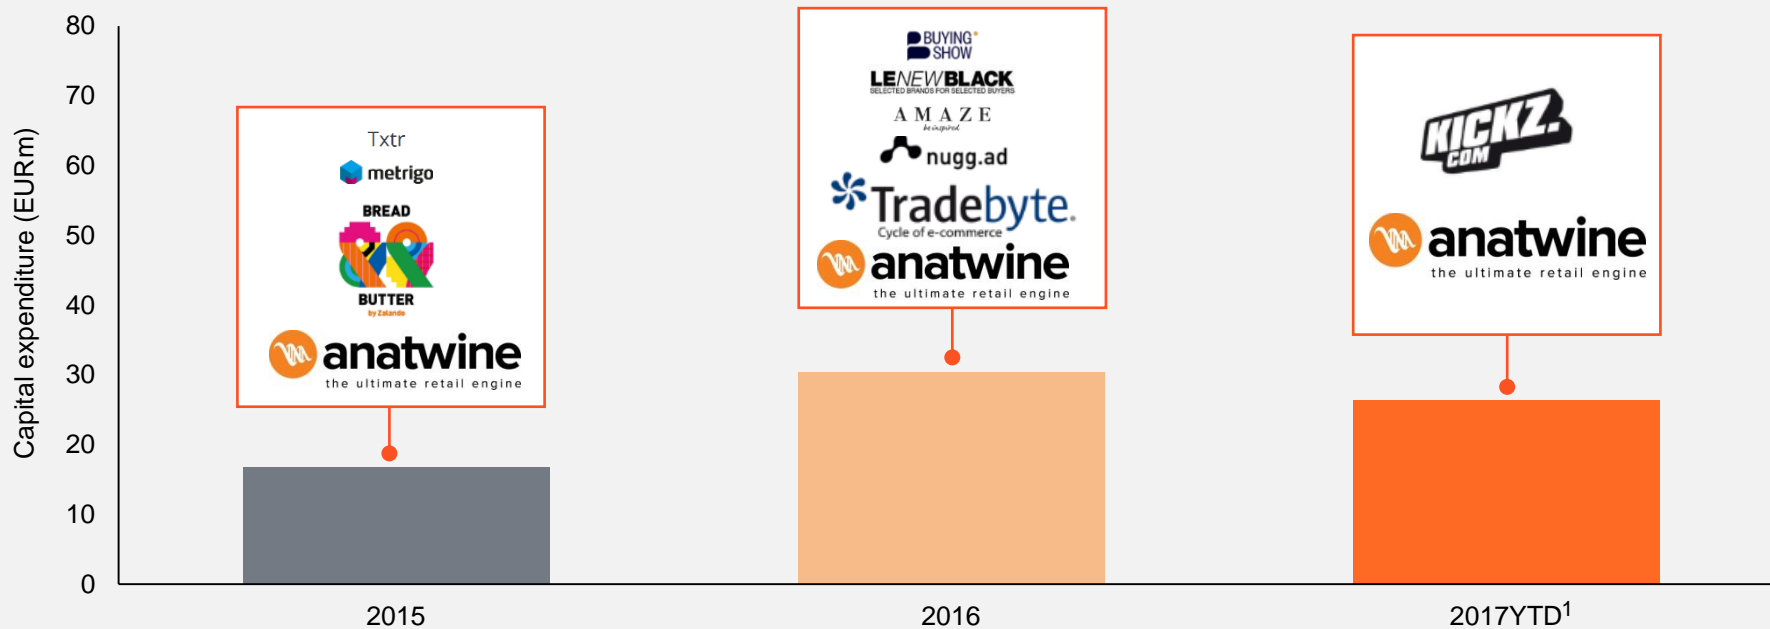 Capital expenditure (EURm)
80
70
60
50
40
30
20
10
0
Txtr
metrigo
BREAD
BUTTER
by Zalando
anatwine
the ultimate retail engine
BUYING
SHOW
LENEWBLACK
SELECTED BRANDS FOR SELECTED BUYERS
AMAZE
be inspired
nugg.ad
Tradebyte.
Cycle of e-commerce
anatwine
the ultimate retail engine
KICKZ.
COM
anatwine
the ultimate retail engine
2015
2016
2017YTD1